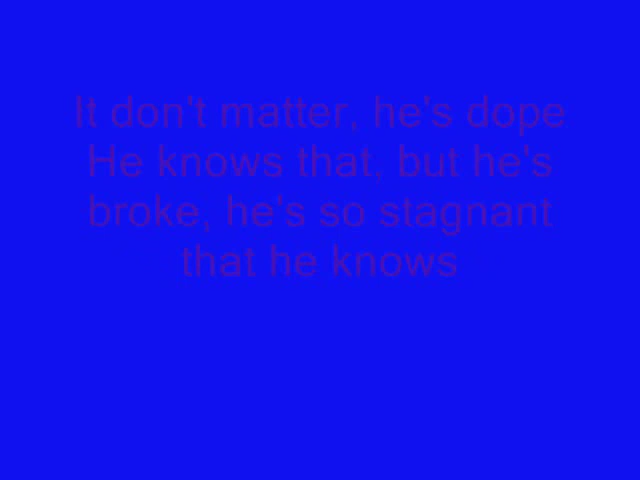 It don't matter, he's dope
He knows that, but he's
broke, he's so stagnant
that he knows